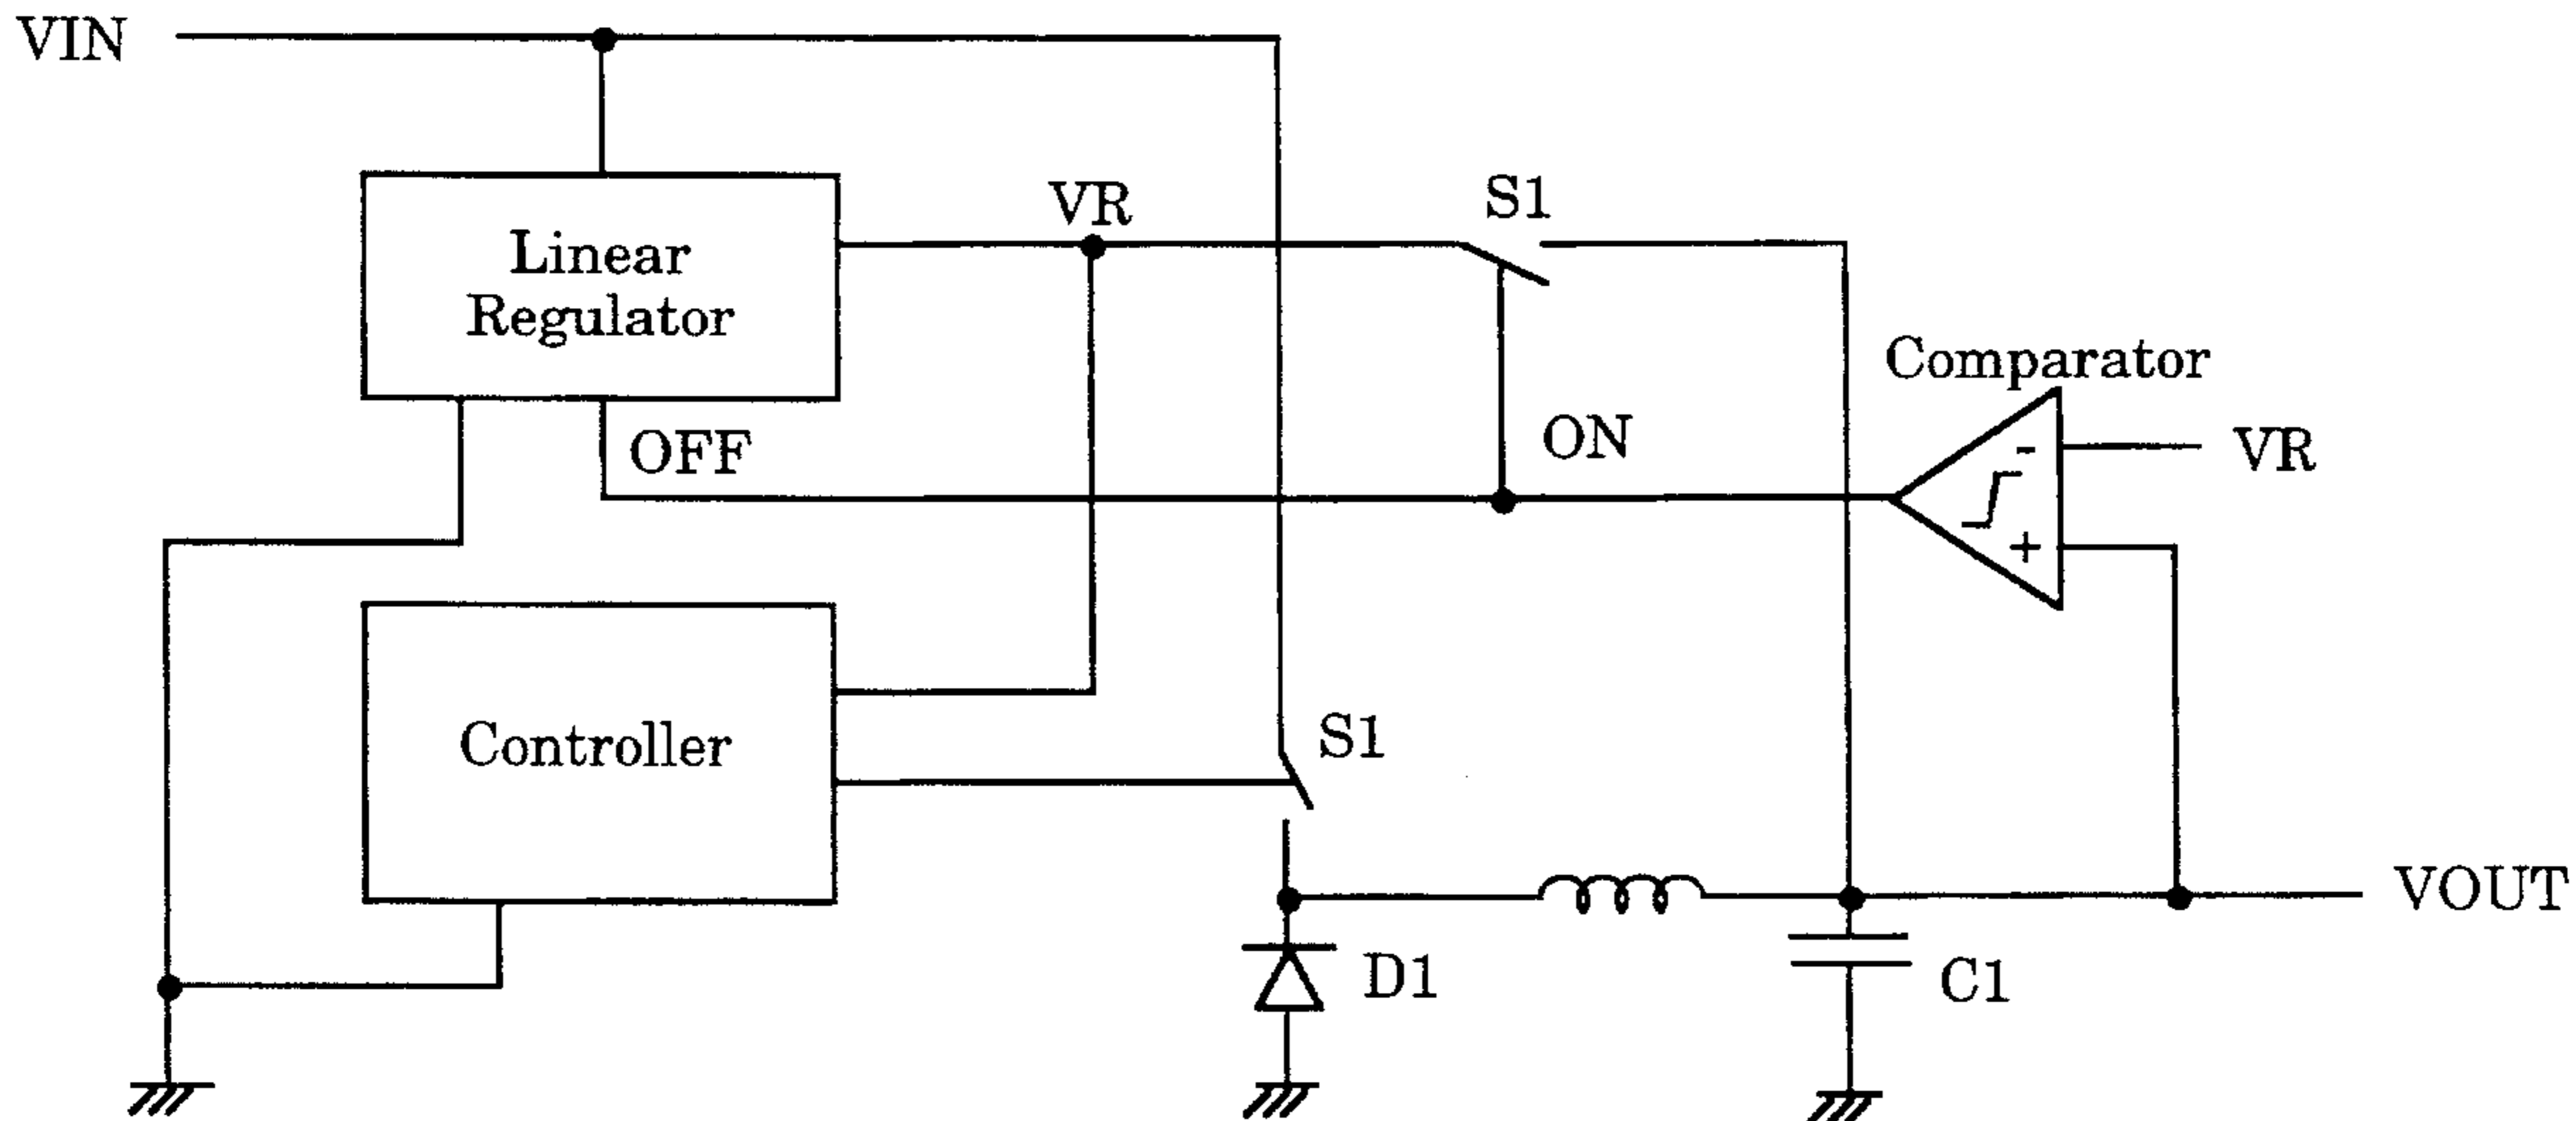 VIN
VR
S1
Linear
Regulator
Comparator
OFF
ON
-
VR
+
Controller
S1
VOUT
D1
C1